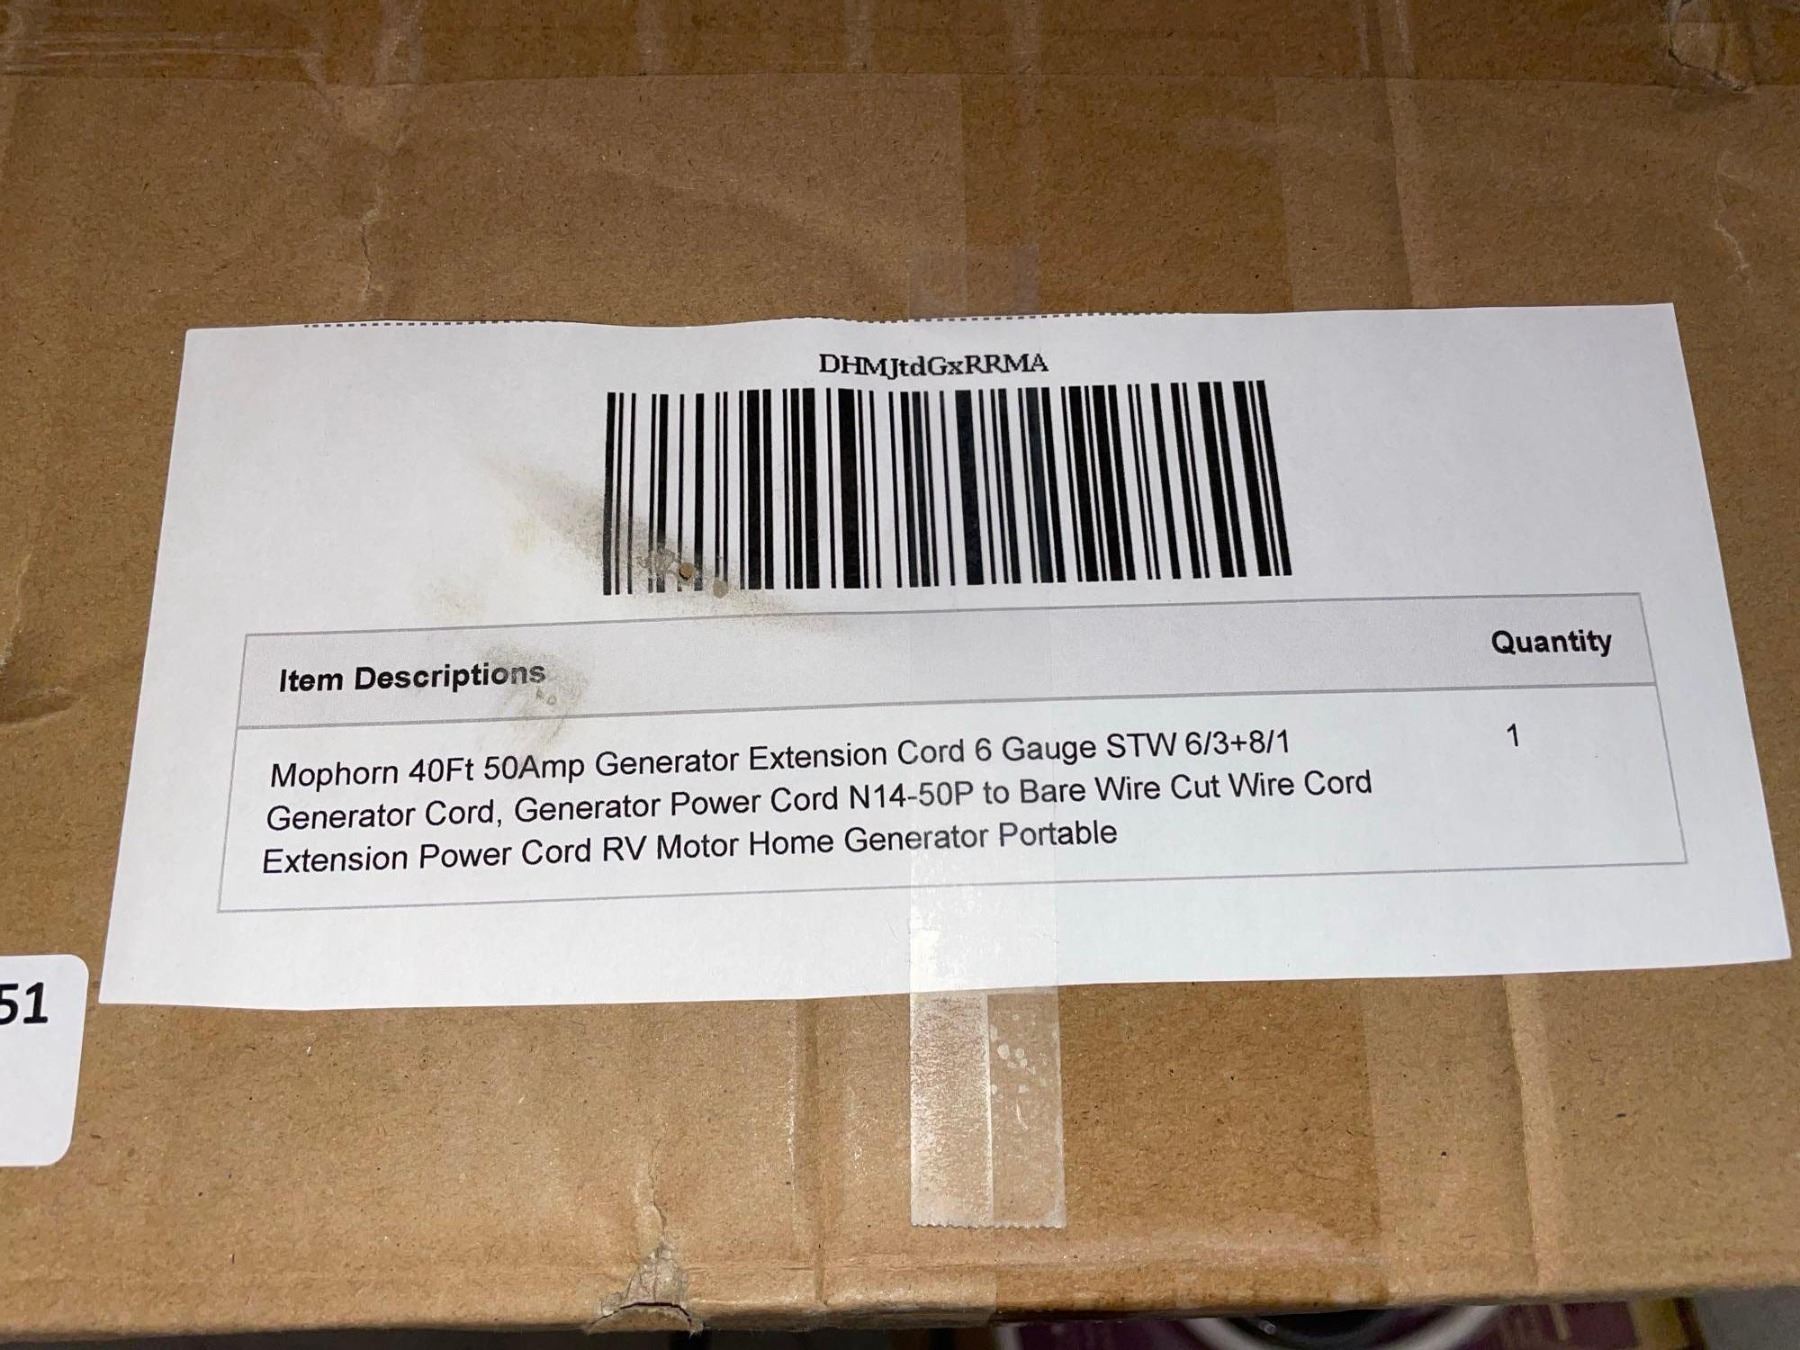 DHMJtdGxRRMA
Item Descriptions
Quantity
Mophorn 40Ft 50Amp Generator Extension Cord 6 Gauge STW 6/3+8/1
1
Generator Cord, Generator Power Cord N14-50P to Bare Wire Cut Wire Cord
Extension Power Cord RV Motor Home Generator Portable
51